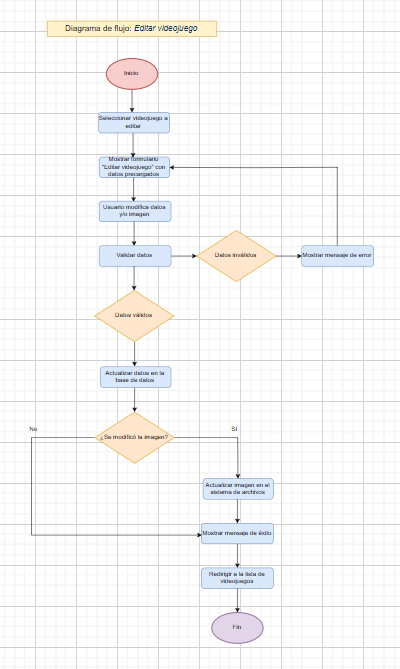 Diagrama de flujo: Editar videojuego
Inicio
Seleccionar videojuego a
editar
Mostrar formulario
"Editar videojuego" con
datos precargados
Usuario modifica datos
y/o imagen
Validar datos
Datos inválidos
Mostrar mensaje de error
Datos válidos
Actualizar datos en la
base de datos
¿Se modificó la imagen?
No
Sí
Actualizar imagen en el
sistema de archivos
Mostrar mensaje de éxito
Redirigir a la lista de
videojuegos
Fin